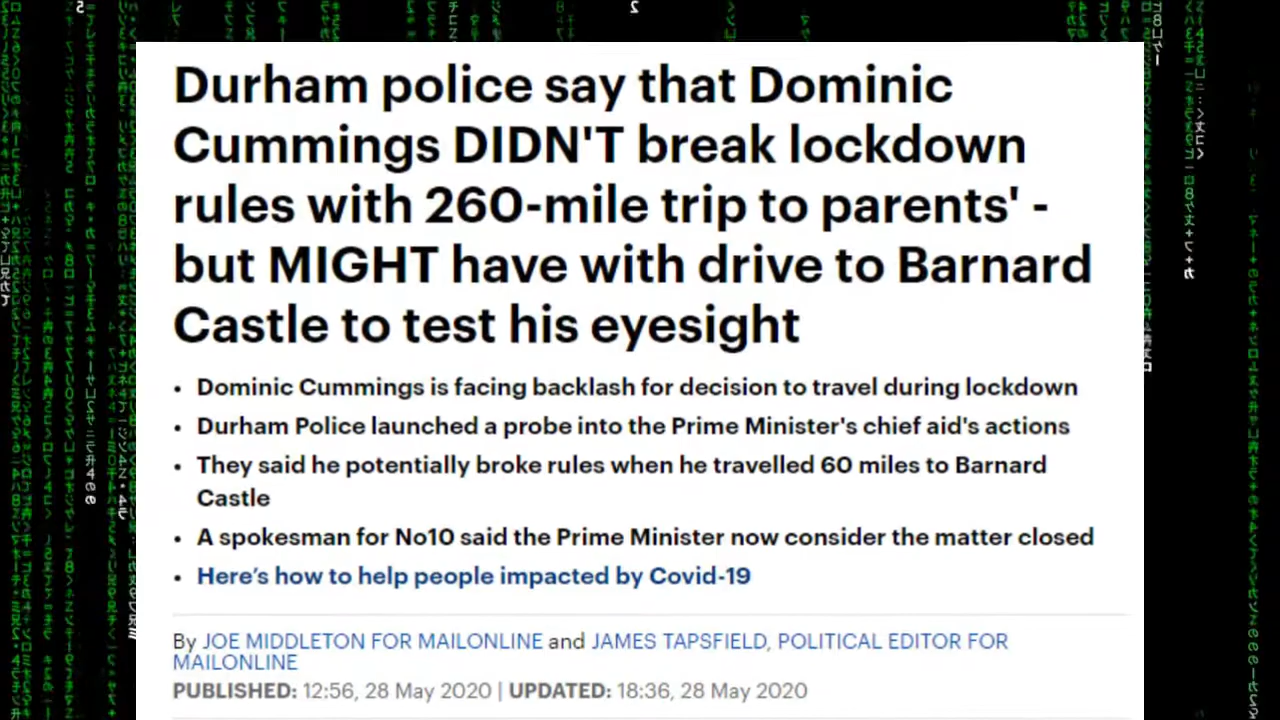 Durham police say that Dominic
Cummings DIDN'T break lockdown
rules with 260-mile trip to parents' -
but MIGHT have with drive to Barnard
Castle to test his eyesight
• Dominic Cummings is facing backlash for decision to travel during lockdown
• Durham Police launched a probe into the Prime Minister's chief aid's actions
• They said he potentially broke rules when he travelled 60 miles to Barnard
Castle
• A spokesman for No10 said the Prime Minister now consider the matter closed
• Here's how to help people impacted by Covid-19
By JOE MIDDLETON FOR MAILONLINE and JAMES TAPSFIELD, POLITICAL EDITOR FOR
MAILONLINE
PUBLISHED: 12:56, 28 May 2020 | UPDATED: 18:36, 28 May 2020